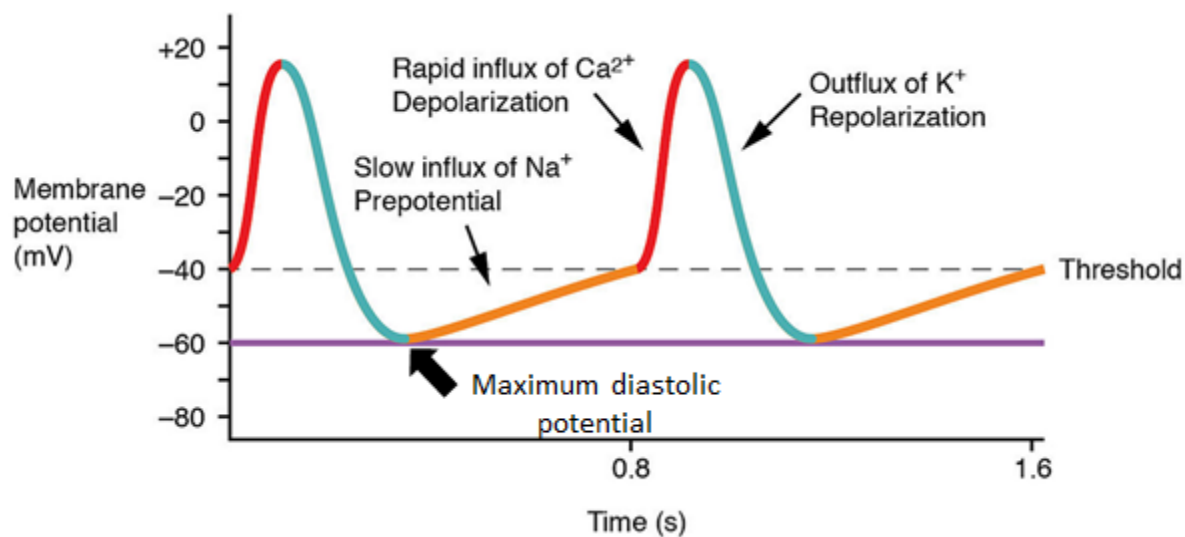 +20
0
−20
−40
−60
−80
Membrane
potential
(mV)
Rapid influx of Ca²⁺
Depolarization
Outflux of K⁺
Repolarization
Slow influx of Na⁺
Prepotential
Threshold
Maximum diastolic
potential
0.8
1.6
Time (s)